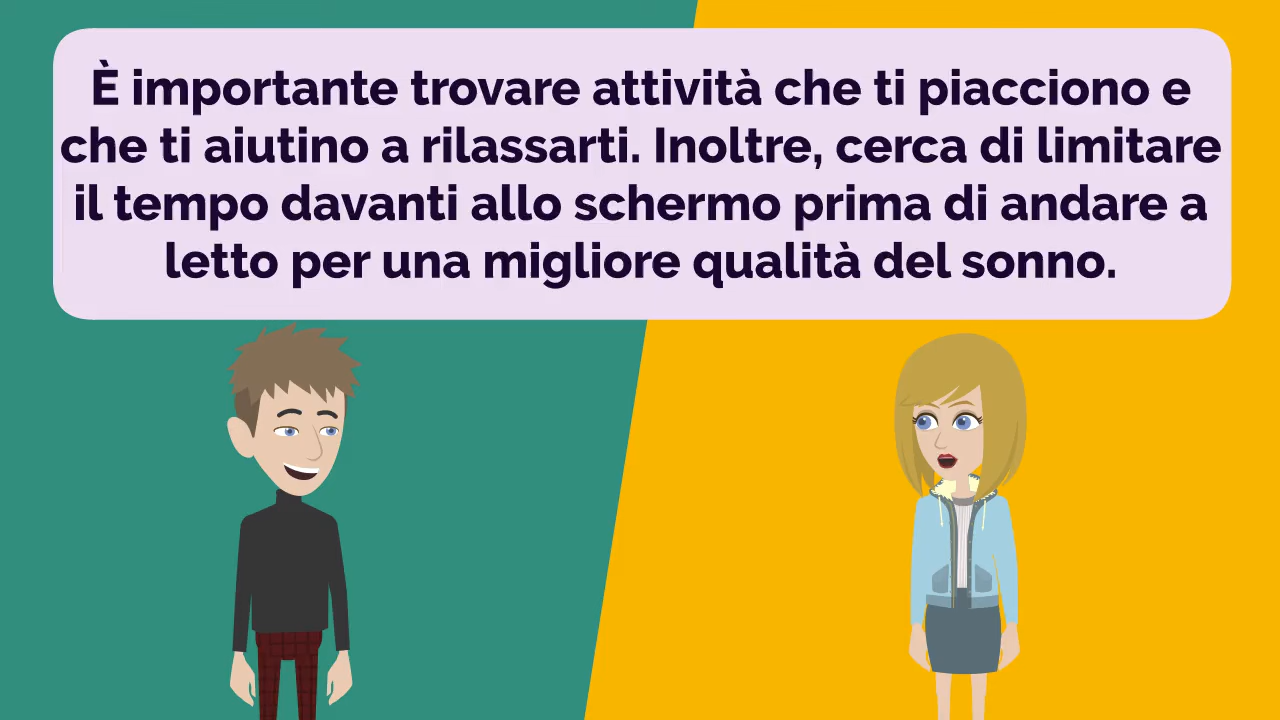 È importante trovare attività che ti piacciono e
che ti aiutino a rilassarti. Inoltre, cerca di limitare
il tempo davanti allo schermo prima di andare a
letto per una migliore qualità del sonno.